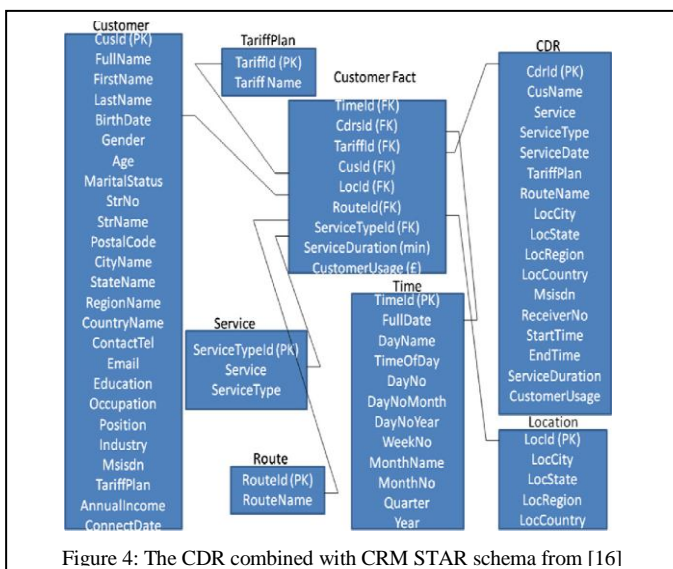 Customer
CusId (PK)
FullName
FirstName
LastName
BirthDate
Gender
Age
MaritalStatus
StrNo
StrName
PostalCode
CityName
StateName
RegionName
CountryName
ContactTel
Email
Education
Occupation
Position
Industry
Msisdn
TariffPlan
AnnualIncome
ConnectDate
TariffPlan
TariffId (PK)
Tariff Name
Customer Fact
TimeId (FK)
CdrsId (FK)
TariffId (FK)
CusId (FK)
LocId (FK)
RouteId(FK)
ServiceTypeId (FK)
ServiceDuration (min)
CustomerUsage (£)
CDR
CdrId (PK)
CusName
Service
ServiceType
ServiceDate
TariffPlan
RouteName
LocCity
LocState
LocRegion
LocCountry
Msisdn
ReceiverNo
StartTime
EndTime
ServiceDuration
CustomerUsage
Service
ServiceTypeId (PK)
Service
ServiceType
Time
TimeId (PK)
FullDate
DayName
TimeOfDay
DayNo
DayNoMonth
DayNoYear
WeekNo
MonthName
MonthNo
Quarter
Year
Route
RouteId (PK)
RouteName
Location
LocId (PK)
LocCity
LocState
LocRegion
LocCountry
Figure 4: The CDR combined with CRM STAR schema from [16]